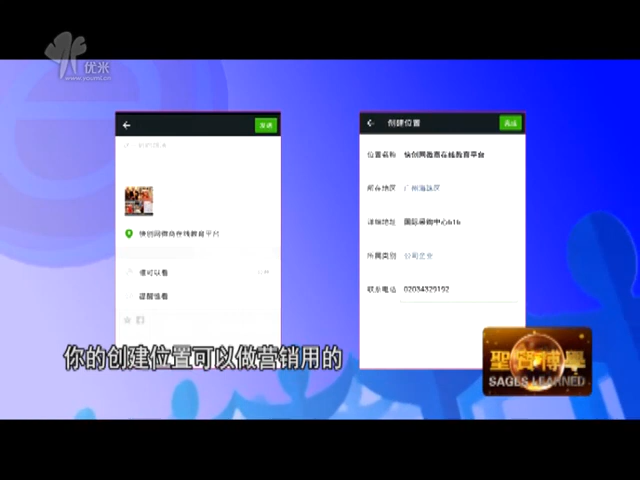 优米
www.youmi.cn
发送
快创网微商在线教育平台
谁可以看
提醒谁看
创建位置
完成
位置名称 快创网微商在线教育平台
所在地区 广州海珠区
详细地址 国际采购中心616
所属类别 公司企业
联系电话 02034329192
你的创建位置可以做营销用的
聖賢博學
SAGES LEARNED